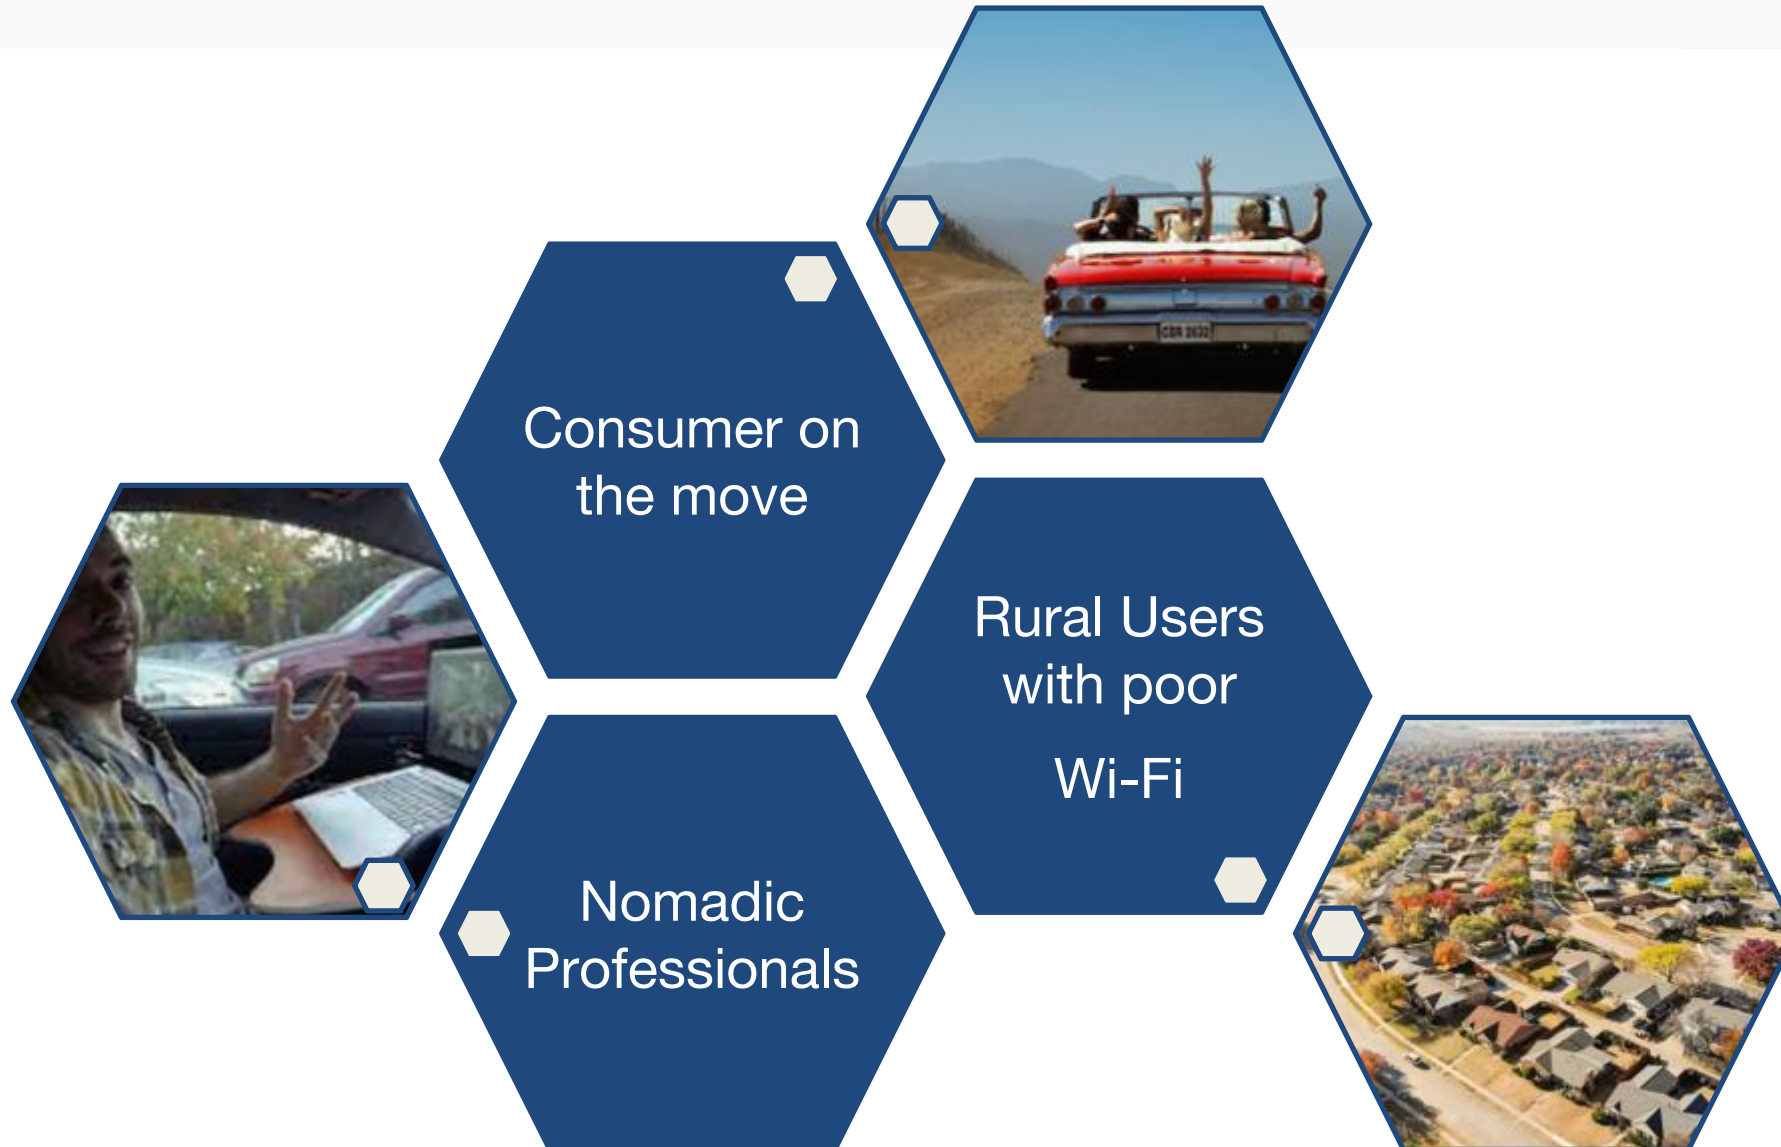 Consumer on
the move
Rural Users
with poor
Wi-Fi
Nomadic
Professionals